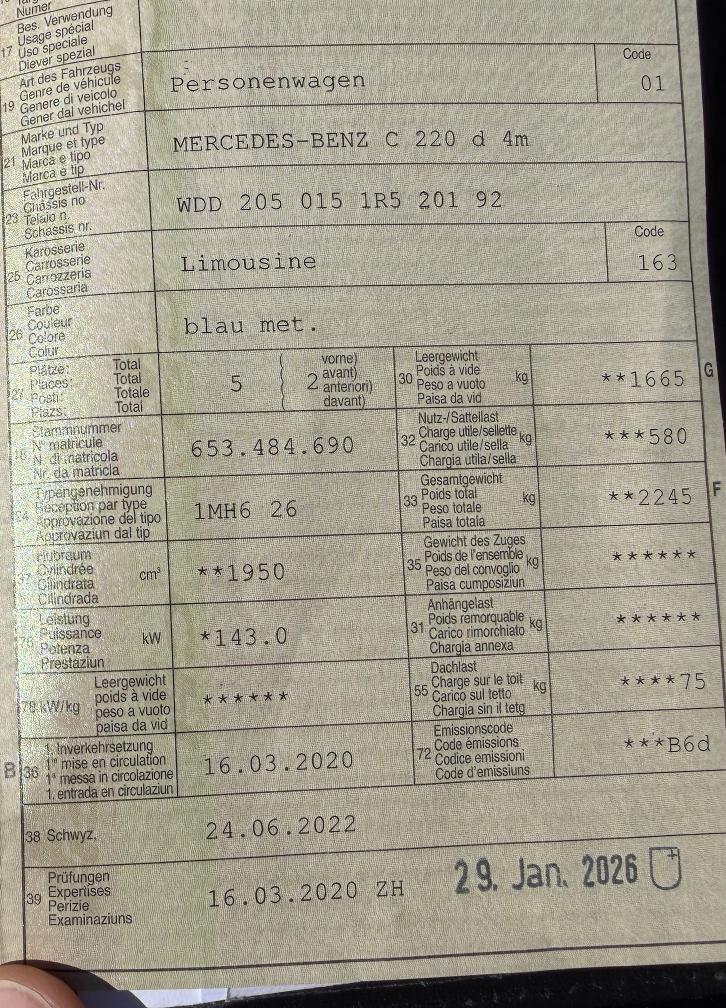 Numer
17 Bes. Verwendung
Usage spécial
Uso speciale
Diever spezial
19 Art des Fahrzeugs
Genre de véhicule
Genere di veicolo
Gener dal vehichel
Personenwagen
Code
01
21 Marke und Typ
Marque et type
Marca e tipo
Marca e tip
MERCEDES-BENZ C 220 d 4m
23 Fahrgestell-Nr.
Châssis no
Telaio n.
Schassis nr.
WDD 205 015 1R5 201 92
25 Karosserie
Carrosserie
Carrozzeria
Carossaria
Limousine
Code
163
26 Farbe
Couleur
Colore
Colur
blau met.
27 Plätze: Total
Places: Total
Posti: Totale
Plazs: Total
5 ( 2 vorne)
avant)
anteriori)
davant)
30 Leergewicht
Poids à vide
Peso a vuoto
Paisa da vid
kg
**1665 G
18 Stammnummer
N° matricule
N. di matricola
Nr. da matricla
653.484.690
32 Nutz-/Sattellast
Charge utile/sellette
Carico utile/sella
Chargia utila/sella
kg
***580
24 Typengenehmigung
Réception par type
Approvazione del tipo
Approvaziun dal tip
1MH6 26
33 Gesamtgewicht
Poids total
Peso totale
Paisa totala
kg
**2245 F
37 Hubraum
Cylindrée
Cilindrata
Cilindrada
cm³
**1950
35 Gewicht des Zuges
Poids de l'ensemble
Peso del convoglio
Paisa cumposiziun
kg
******
76 Leistung
Puissance
Potenza
Prestaziun
kW
*143.0
31 Anhängelast
Poids remorquable
Carico rimorchiato
Chargia annexa
kg
******
78 kW/kg Leergewicht
poids à vide
peso a vuoto
paisa da vid
******
55 Dachlast
Charge sur le toit
Carico sul tetto
Chargia sin il tetg
kg
****75
B 36 1. Inverkehrsetzung
1re mise en circulation
1a messa in circolazione
1. entrada en circulaziun
16.03.2020
72 Emissionscode
Code émissions
Codice emissioni
Code d'emissiuns
***B6d
38 Schwyz,
24.06.2022
39 Prüfungen
Expertises
Perizie
Examinaziuns
16.03.2020 ZH
29. Jan. 2026